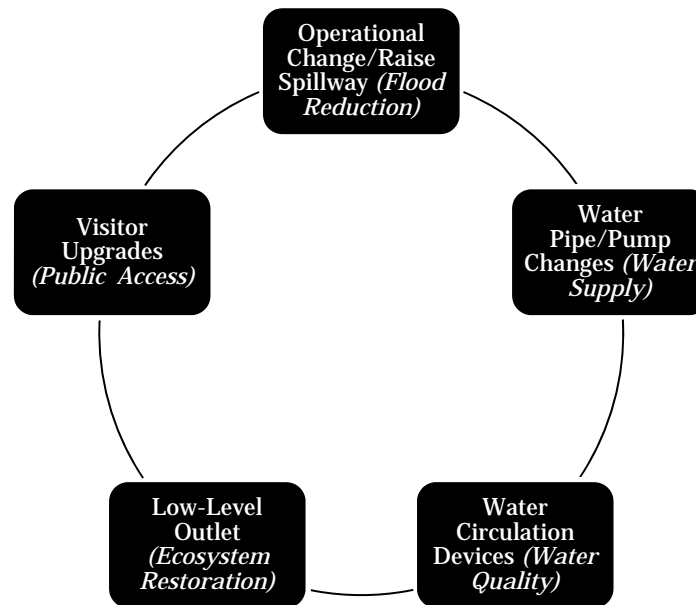 Operational
Change/Raise
Spillway (Flood
Reduction)
Water
Pipe/Pump
Changes (Water
Supply)
Water
Circulation
Devices (Water
Quality)
Low-Level
Outlet
(Ecosystem
Restoration)
Visitor
Upgrades
(Public Access)